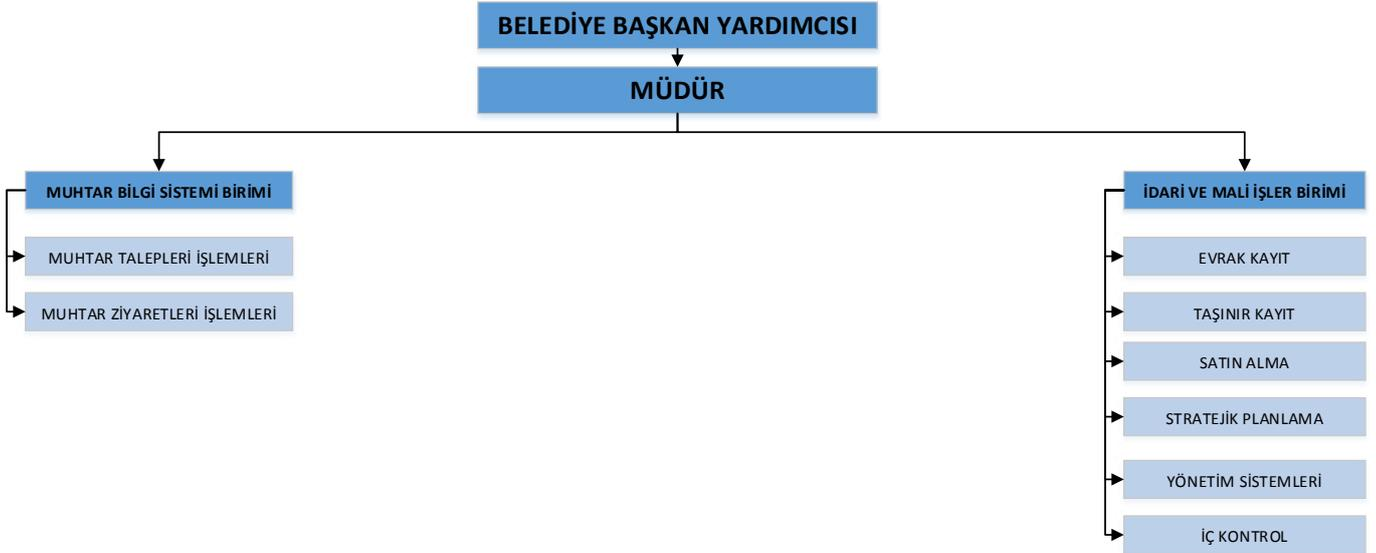 BELEDİYE BAŞKAN YARDIMCISI
MÜDÜR
MUHTAR BİLGİ SİSTEMİ BİRİMİ
MUHTAR TALEPLERİ İŞLEMLERİ
MUHTAR ZİYARETLERİ İŞLEMLERİ
İDARİ VE MALİ İŞLER BİRİMİ
EVRAK KAYIT
TAŞINIR KAYIT
SATIN ALMA
STRATEJİK PLANLAMA
YÖNETİM SİSTEMLERİ
İÇ KONTROL